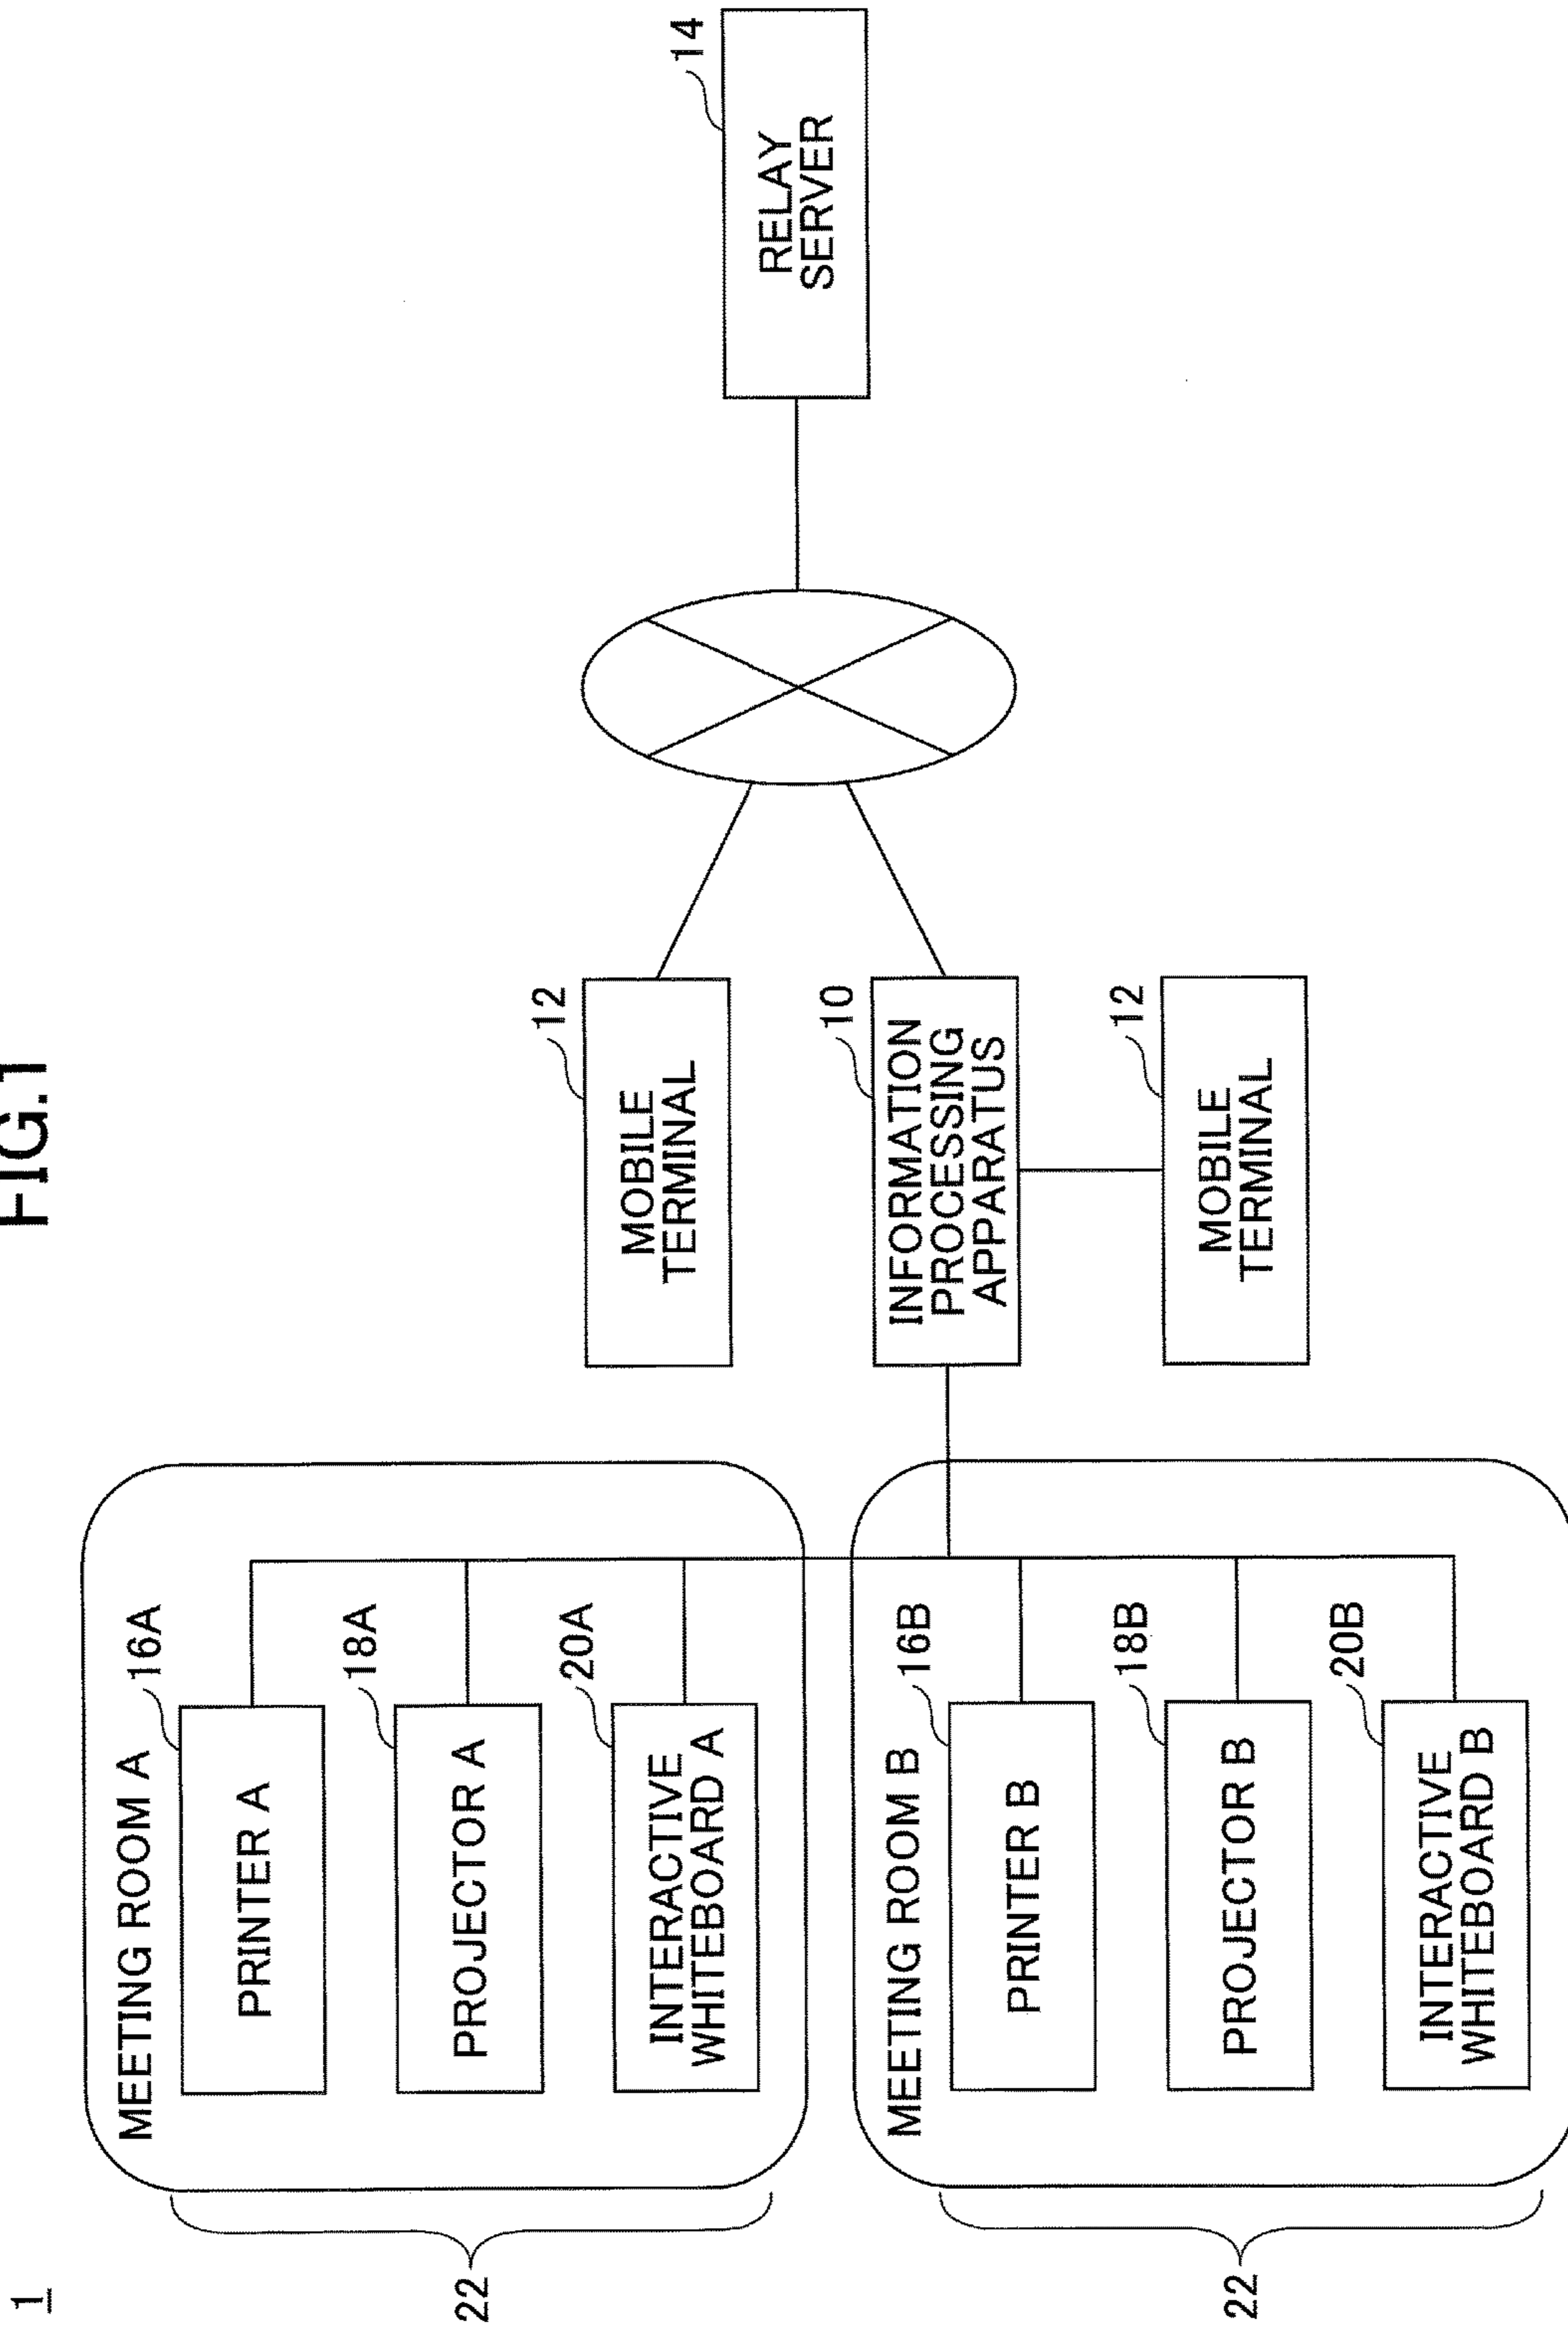 FIG.1
1
MEETING ROOM A
16A
PRINTER A
18A
PROJECTOR A
20A
INTERACTIVE
WHITEBOARD A
22
MEETING ROOM B
16B
PRINTER B
18B
PROJECTOR B
20B
INTERACTIVE
WHITEBOARD B
22
12
MOBILE
TERMINAL
10
INFORMATION
PROCESSING
APPARATUS
12
MOBILE
TERMINAL
14
RELAY
SERVER